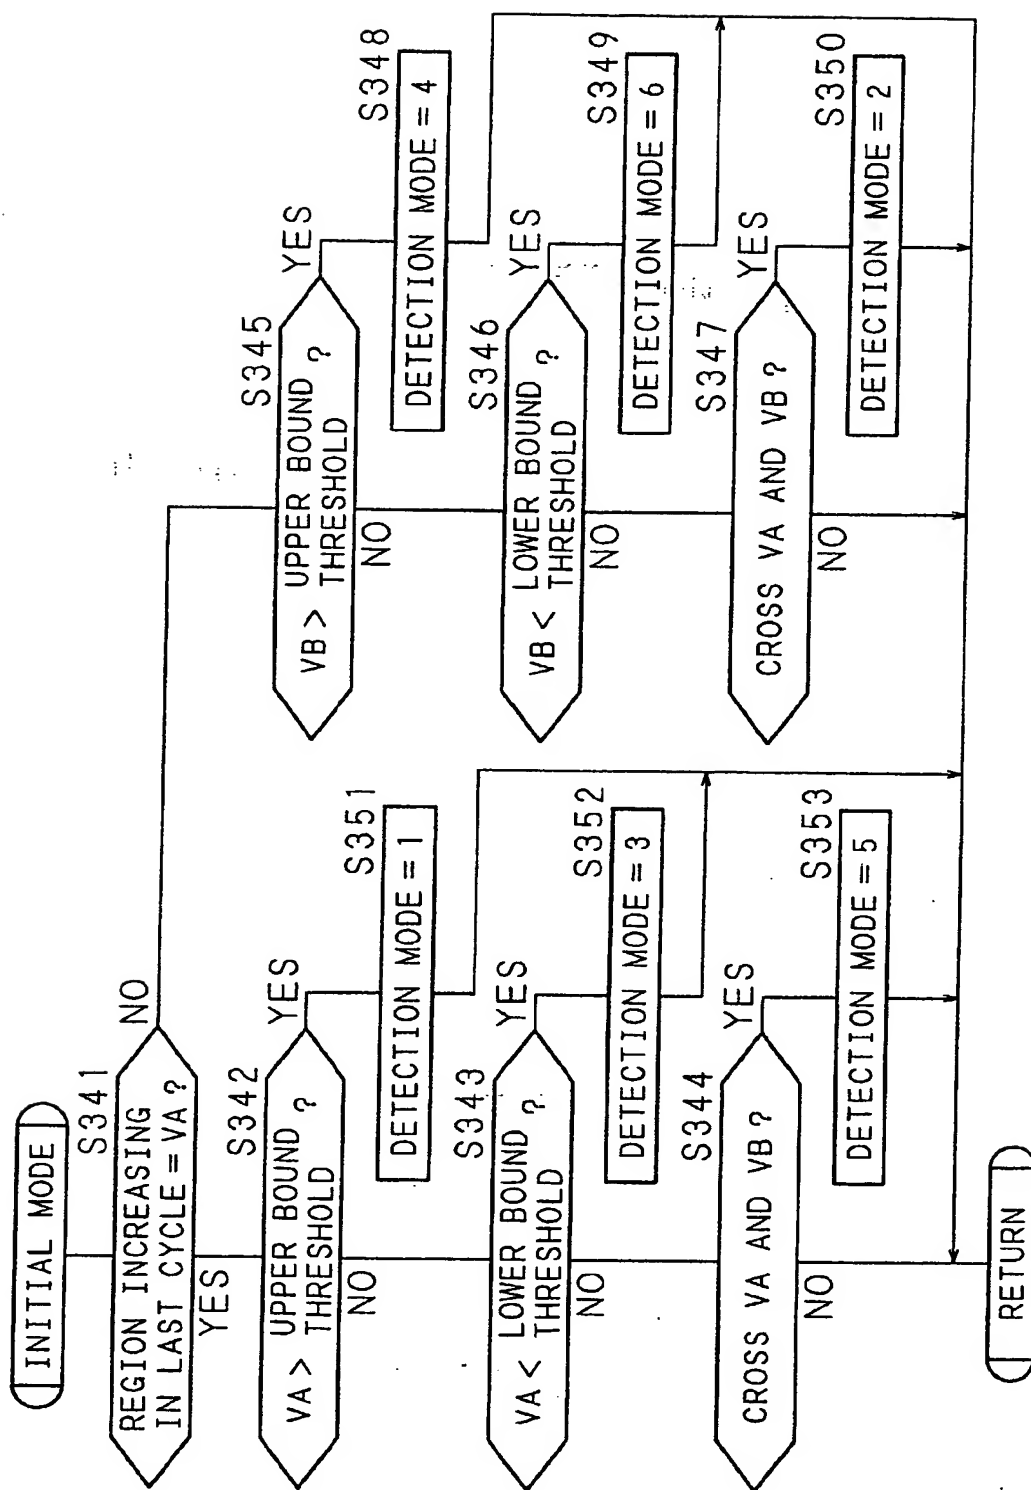 INITIAL MODE
S341
REGION INCREASING
IN LAST CYCLE = VA ?
NO
YES
S342
VA > UPPER BOUND
THRESHOLD ?
YES
NO
S351
DETECTION MODE = 1
S343
VA < LOWER BOUND
THRESHOLD ?
YES
NO
S352
DETECTION MODE = 3
S344
CROSS VA AND VB ?
YES
NO
S353
DETECTION MODE = 5
S345
VB > UPPER BOUND
THRESHOLD ?
YES
NO
S348
DETECTION MODE = 4
S346
VB < LOWER BOUND
THRESHOLD ?
YES
NO
S349
DETECTION MODE = 6
S347
CROSS VA AND VB ?
YES
NO
S350
DETECTION MODE = 2
RETURN